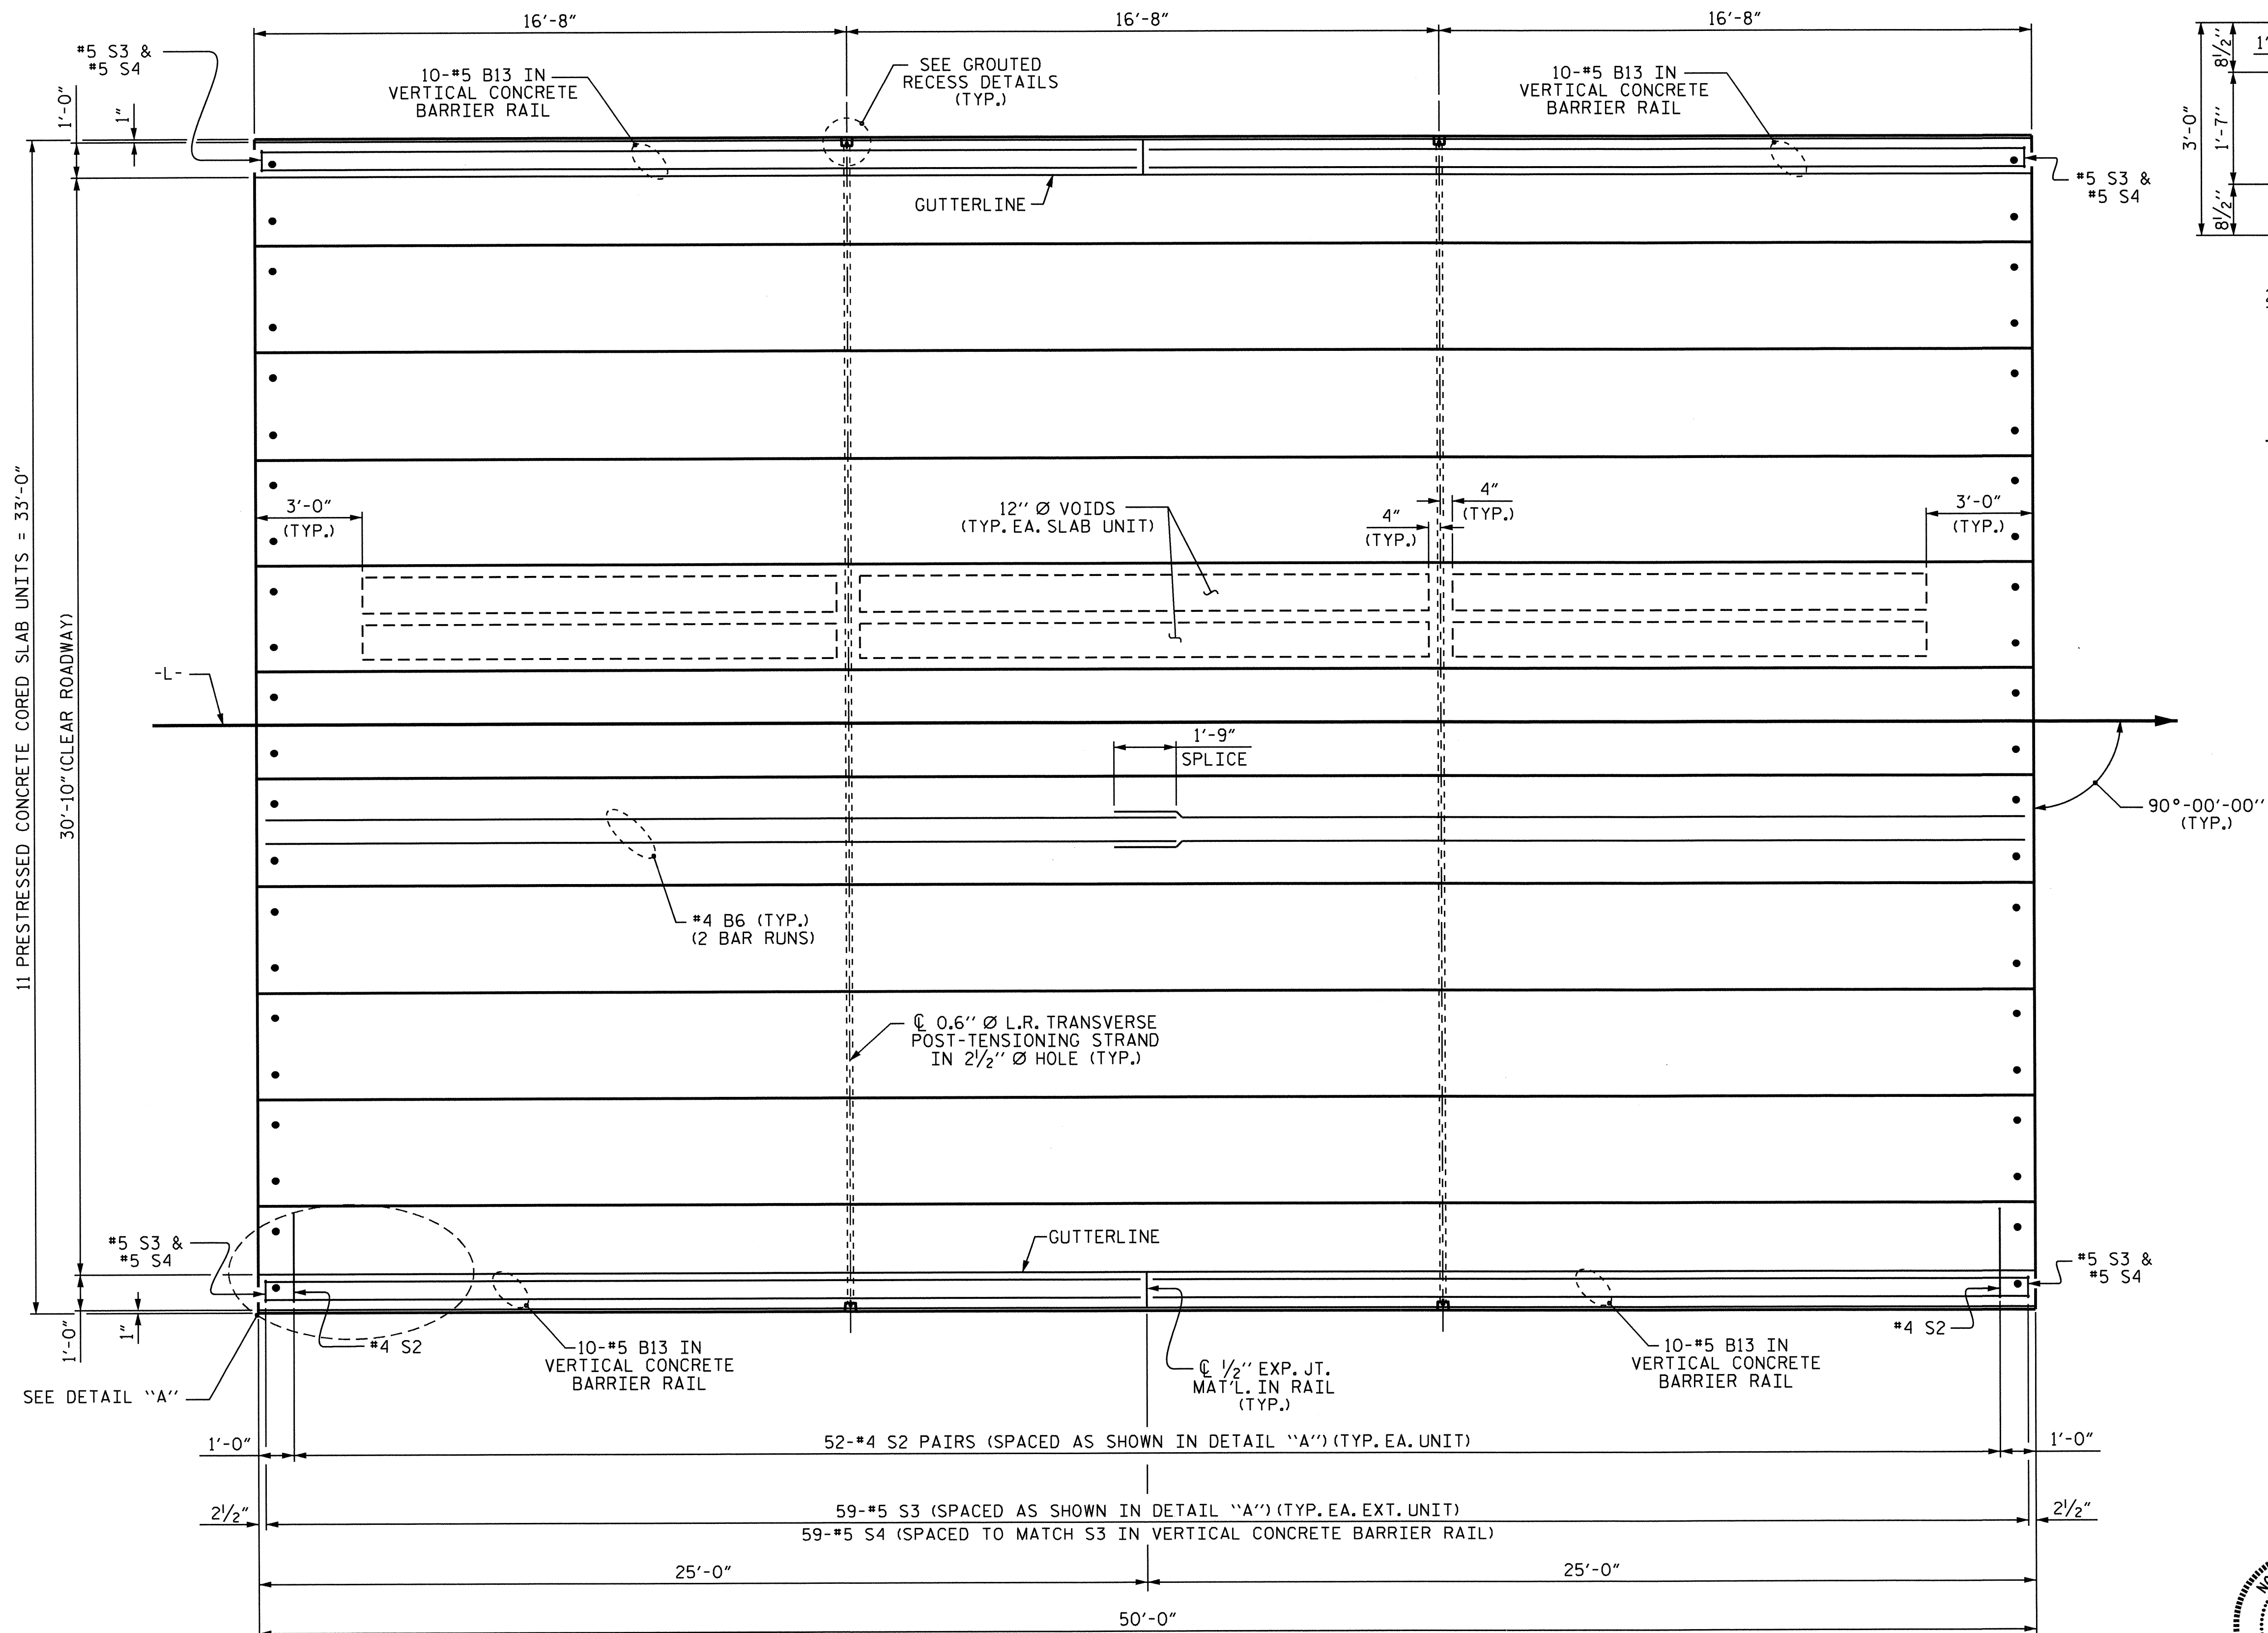 16'-8"
16'-8"
16'-8"
#5 S3 &
#5 S4
10-#5 B13 IN
VERTICAL CONCRETE
BARRIER RAIL
SEE GROUTED
RECESS DETAILS
(TYP.)
10-#5 B13 IN
VERTICAL CONCRETE
BARRIER RAIL
8½"
1'
1'-0"
1"
3'-0"
1'-7"
8½"
#5 S3 &
#5 S4
GUTTERLINE
11 PRESTRESSED CONCRETE CORED SLAB UNITS = 33'-0"
30'-10" (CLEAR ROADWAY)
3'-0"
(TYP.)
12" Ø VOIDS
(TYP. EA. SLAB UNIT)
4"
(TYP.)
4"
(TYP.)
3'-0"
(TYP.)
-L-
1'-9"
SPLICE
90°-00'-00"
(TYP.)
#4 B6 (TYP.)
(2 BAR RUNS)
℄ 0.6" Ø L.R. TRANSVERSE
POST-TENSIONING STRAND
IN 2½" Ø HOLE (TYP.)
#5 S3 &
#5 S4
GUTTERLINE
#5 S3 &
#5 S4
1'-0"
1"
#4 S2
10-#5 B13 IN
VERTICAL CONCRETE
BARRIER RAIL
℄ ½" EXP. JT.
MAT'L. IN RAIL
(TYP.)
10-#5 B13 IN
VERTICAL CONCRETE
BARRIER RAIL
#4 S2
SEE DETAIL "A"
1'-0"
52-#4 S2 PAIRS (SPACED AS SHOWN IN DETAIL "A") (TYP. EA. UNIT)
1'-0"
2½"
59-#5 S3 (SPACED AS SHOWN IN DETAIL "A") (TYP. EA. EXT. UNIT)
2½"
59-#5 S4 (SPACED TO MATCH S3 IN VERTICAL CONCRETE BARRIER RAIL)
25'-0"
25'-0"
50'-0"